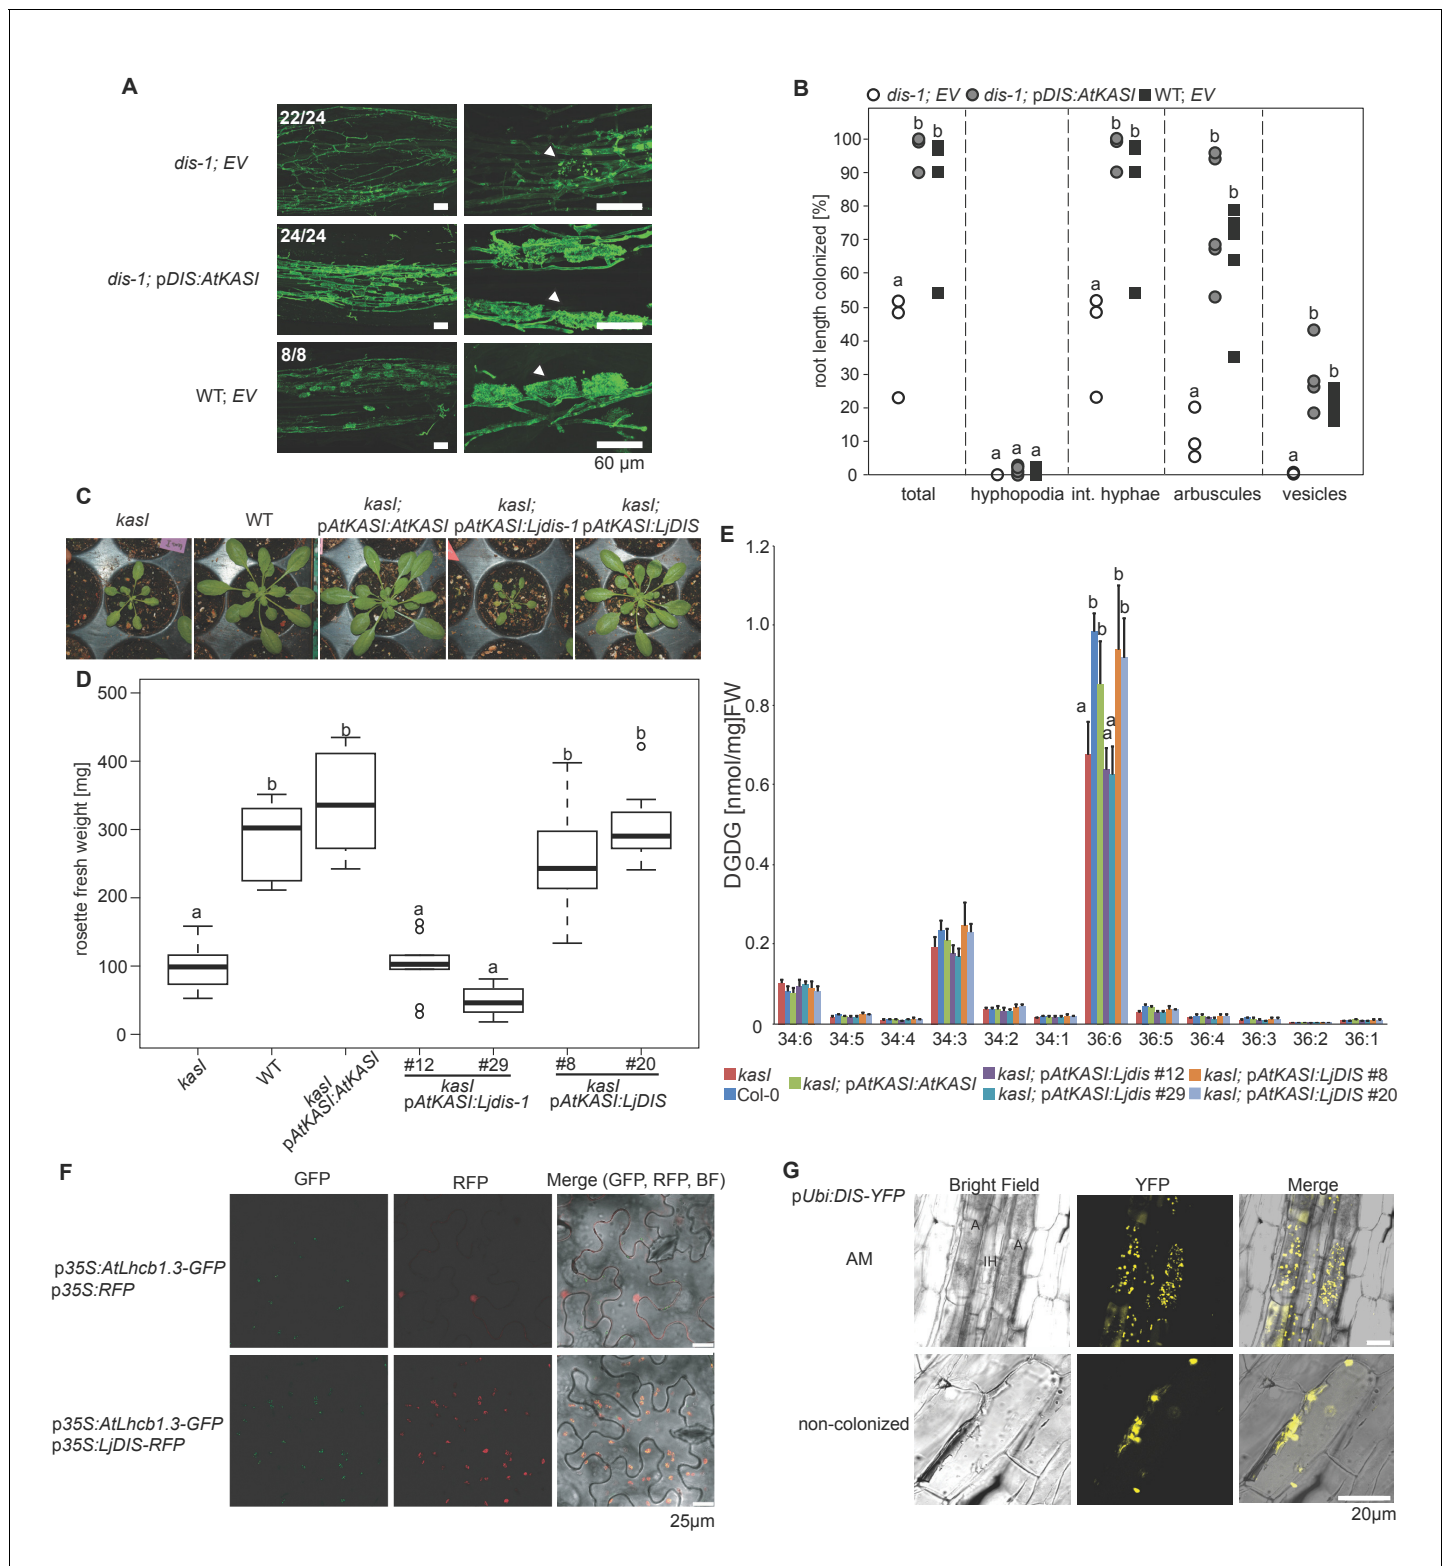 A
22/24
dis-1; EV
24/24
dis-1; pDIS:AtKASI
8/8
WT; EV
60 µm
B
dis-1; EV dis-1; pDIS:AtKASI WT; EV
root length colonized [%]
100
90
80
70
60
50
40
30
20
10
0
a b b
a a a
a b b
a b b
a b b
total hyphopodia int. hyphae arbuscules vesicles
C
kasI
WT
kasI;
pAtKASI:AtKASI
kasI;
pAtKASI:Ljdis-1
kasI;
pAtKASI:LjDIS
D
rosette fresh weight [mg]
500
400
300
200
100
0
a b b a a b b
kasI
WT
kasI
pAtKASI:AtKASI
#12 #29
kasI
pAtKASI:Ljdis-1
#8 #20
kasI
pAtKASI:LjDIS
E
DGDG [nmol/mg]FW
1.2
1.0
0.8
0.6
0.4
0.2
0
a b b a a b b
34:6 34:5 34:4 34:3 34:2 34:1 36:6 36:5 36:4 36:3 36:2 36:1
kasI
Col-0
kasI; pAtKASI:AtKASI
kasI; pAtKASI:Ljdis #12
kasI; pAtKASI:Ljdis #29
kasI; pAtKASI:LjDIS #8
kasI; pAtKASI:LjDIS #20
F
GFP RFP Merge (GFP, RFP, BF)
p35S:AtLhcb1.3-GFP
p35S:RFP
p35S:AtLhcb1.3-GFP
p35S:LjDIS-RFP
25µm
G
pUbi:DIS-YFP
Bright Field YFP Merge
AM
A
A
IH
non-colonized
20µm